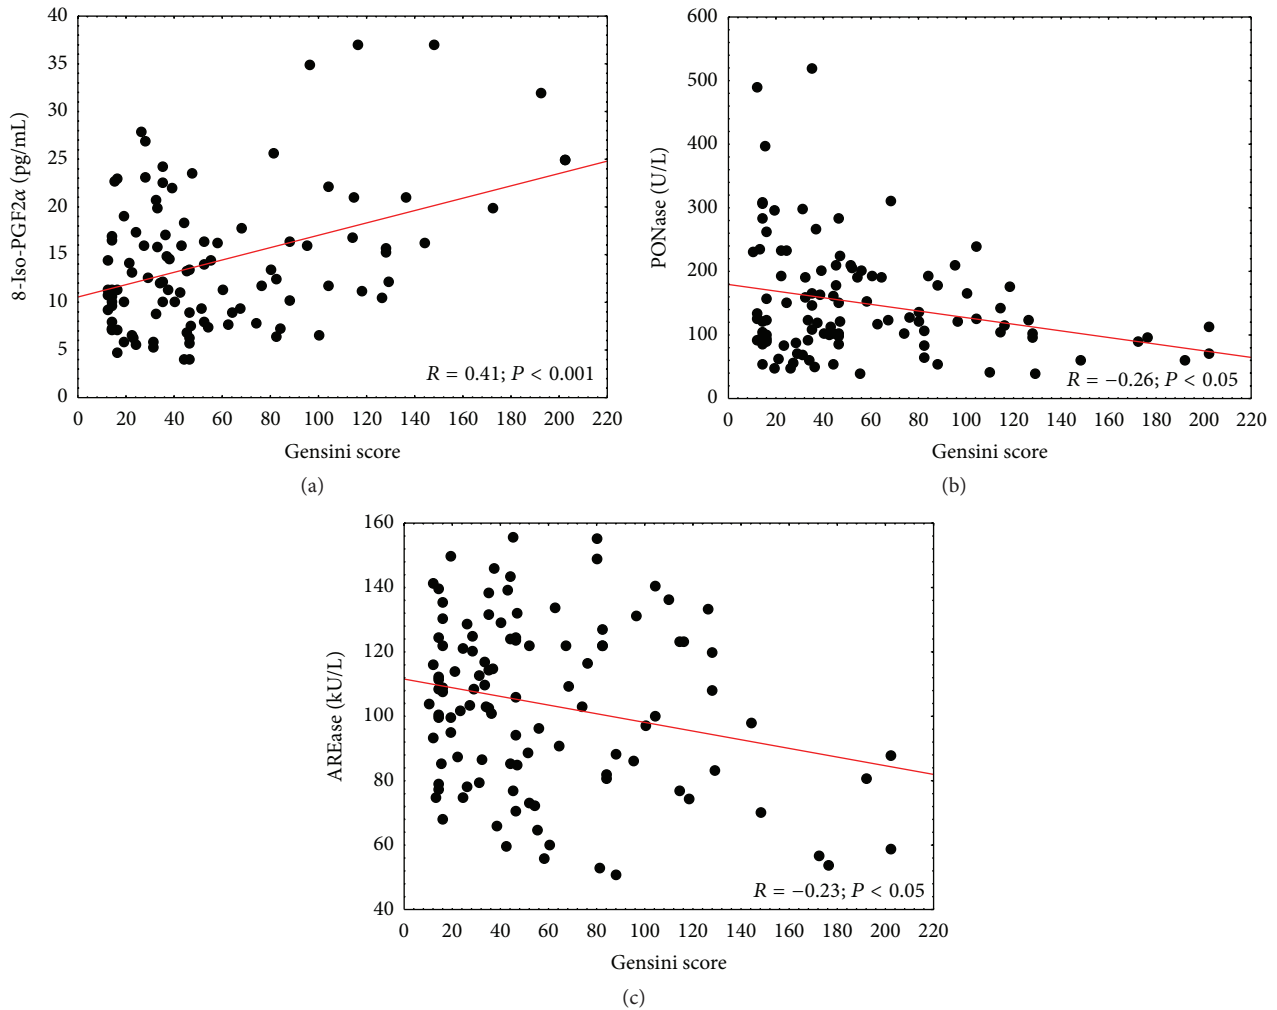 40
35
30
25
20
15
10
5
0
8-Iso-PGF2α (pg/mL)
R = 0.41; P < 0.001
0 20 40 60 80 100 120 140 160 180 200 220
Gensini score
(a)
600
500
400
300
200
100
0
PONase (U/L)
R = −0.26; P < 0.05
0 20 40 60 80 100 120 140 160 180 200 220
Gensini score
(b)
160
140
120
100
80
60
40
AREase (kU/L)
R = −0.23; P < 0.05
0 20 40 60 80 100 120 140 160 180 200 220
Gensini score
(c)